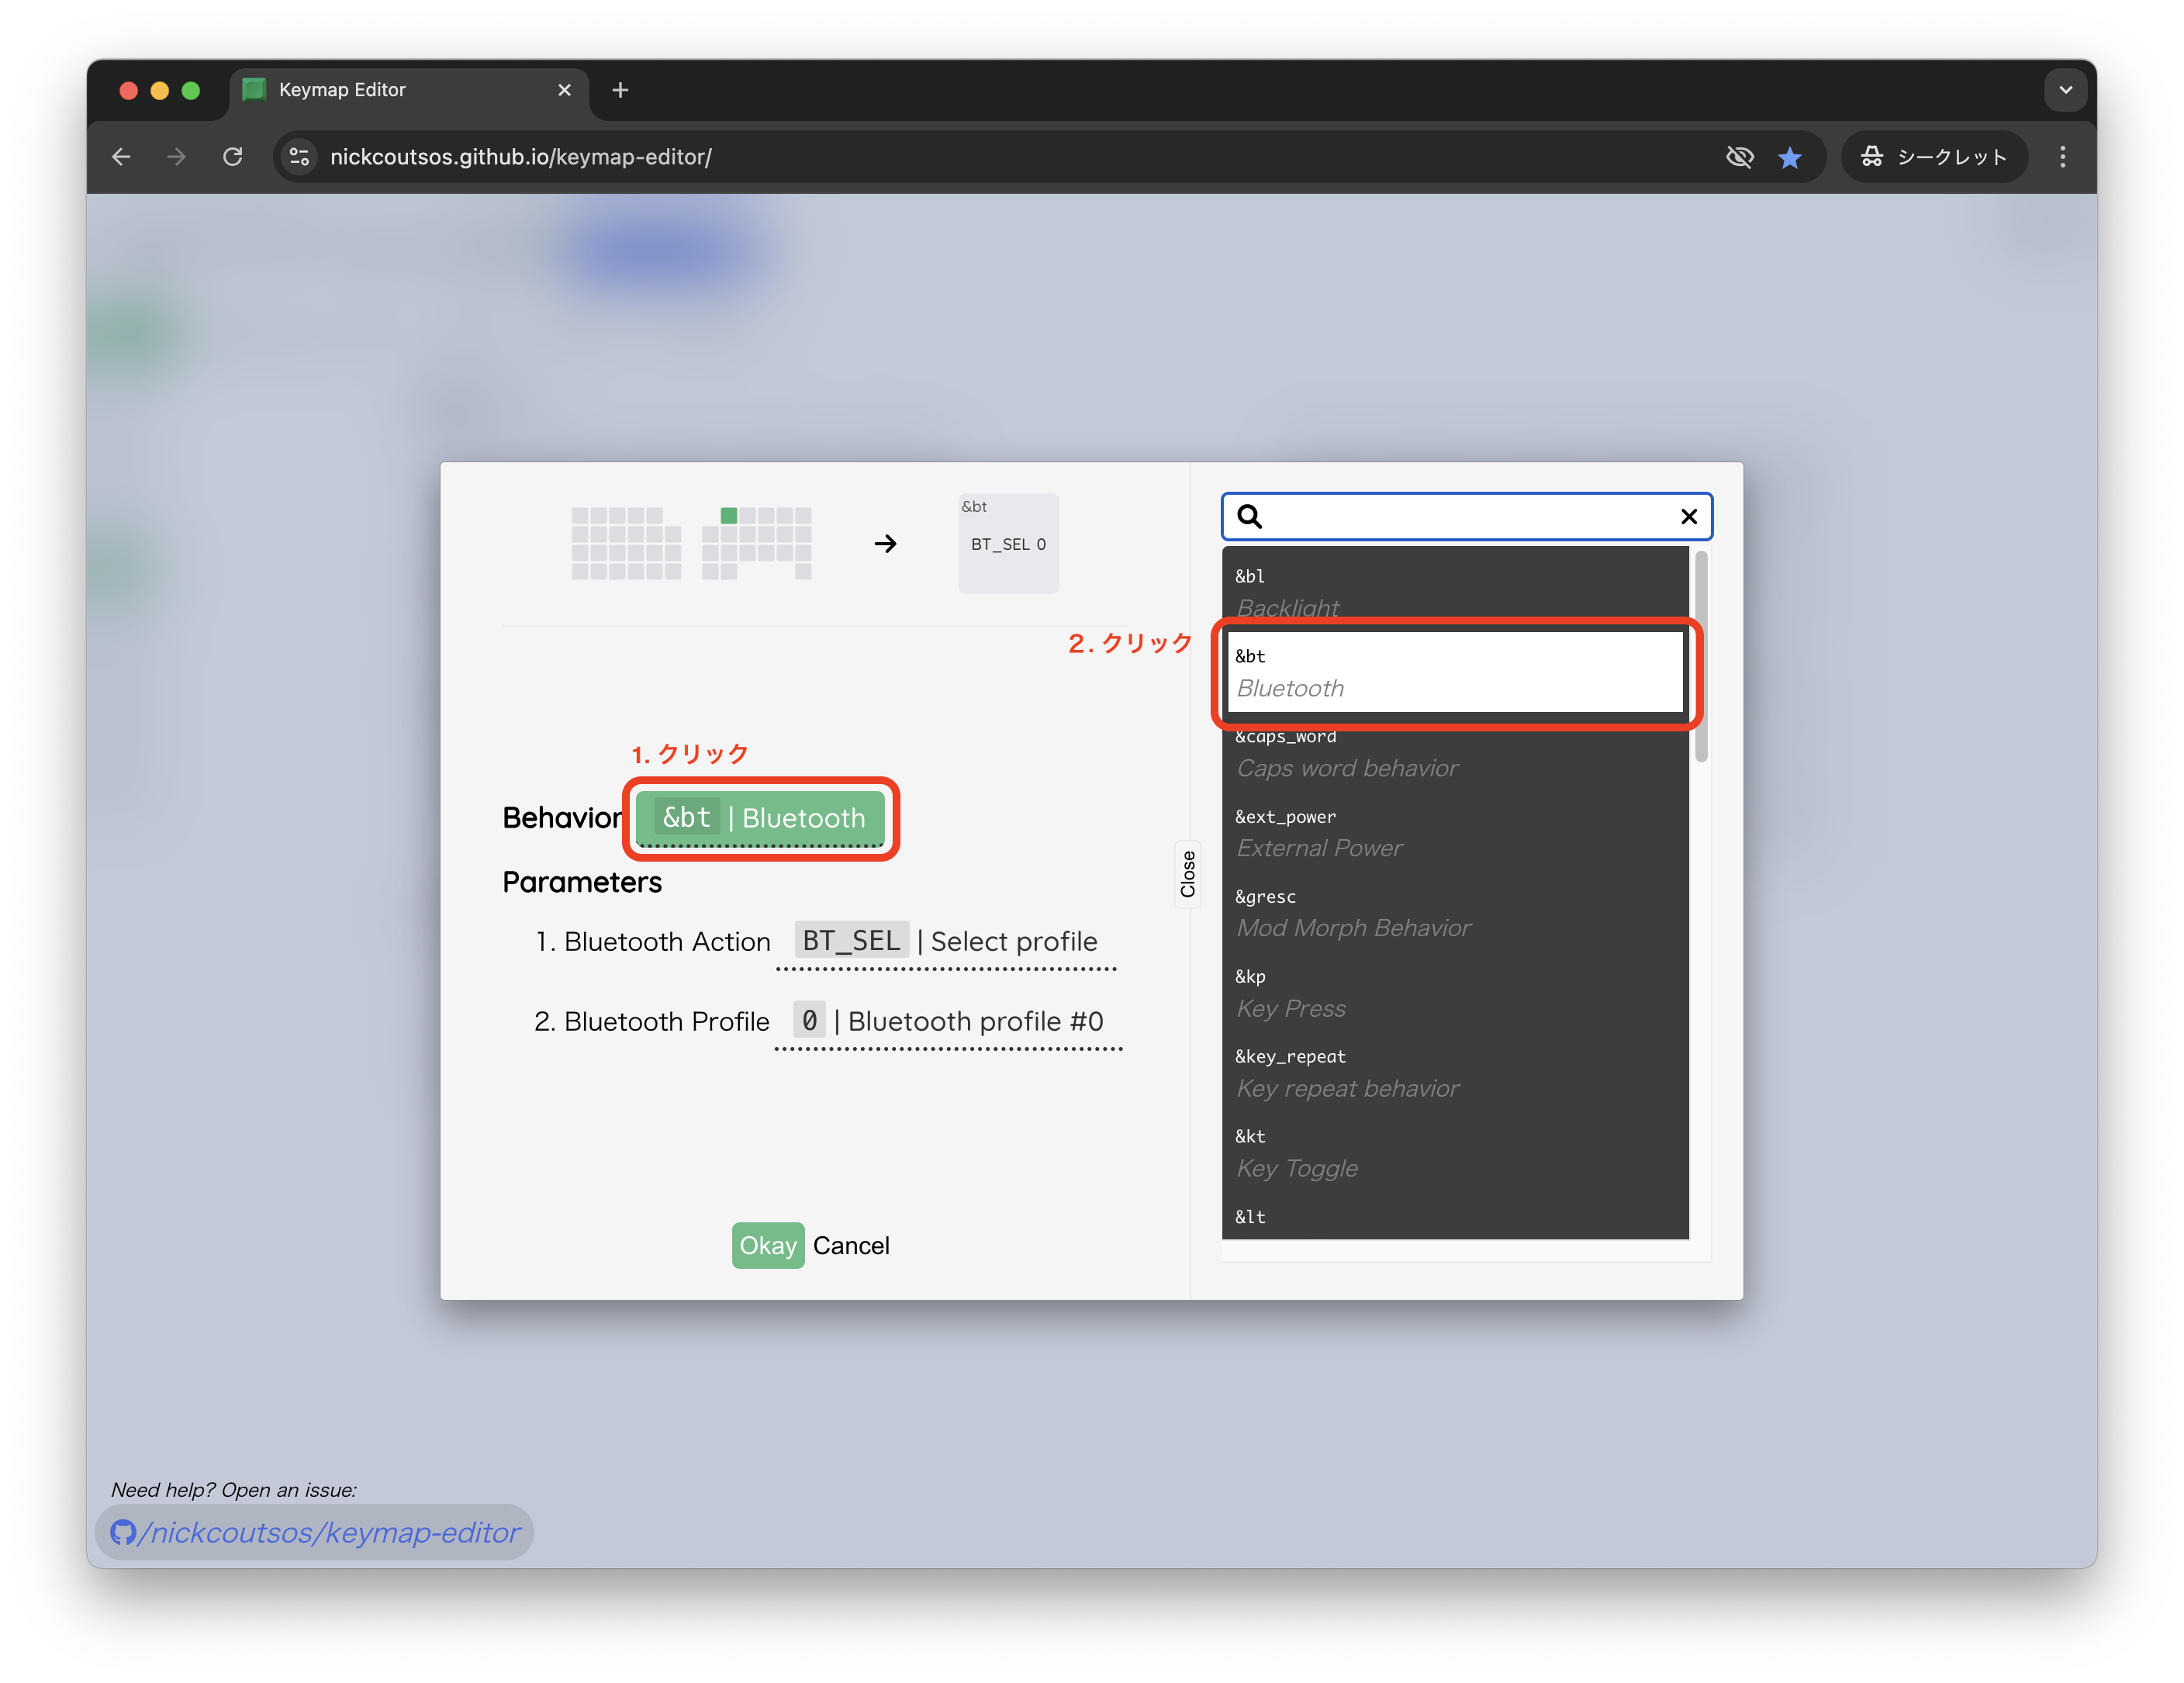 Keymap Editor
nickcoutsos.github.io/keymap-editor/
シークレット
&bt
BT_SEL 0
2. クリック
1. クリック
Behavior &bt | Bluetooth
Parameters
1. Bluetooth Action BT_SEL | Select profile
2. Bluetooth Profile 0 | Bluetooth profile #0
Okay Cancel
Close
&bl
Backlight
&bt
Bluetooth
&caps_word
Caps word behavior
&ext_power
External Power
&gresc
Mod Morph Behavior
&kp
Key Press
&key_repeat
Key repeat behavior
&kt
Key Toggle
&lt
Need help? Open an issue:
/nickcoutsos/keymap-editor